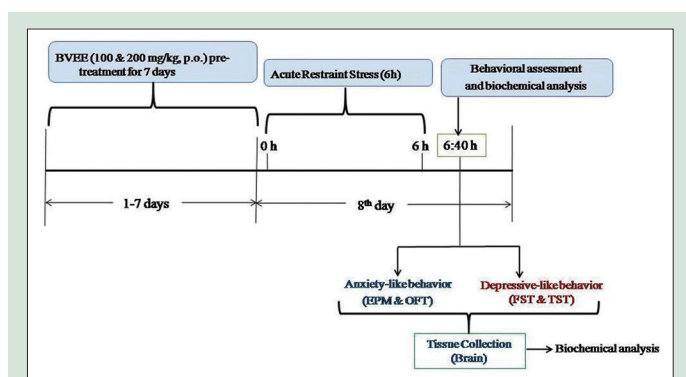 BVEE (100 & 200 mg/kg, p.o.) pre-
treatment for 7 days
Acute Restraint Stress (6h)
Behavioral assessment
and biochemical analysis
0 h
6 h
6:40 h
1-7 days
8th day
Anxiety-like behavior
(EPM & OFT)
Depressive-like behavior
(FST & TST)
Tissue Collection
(Brain)
Biochemical analysis